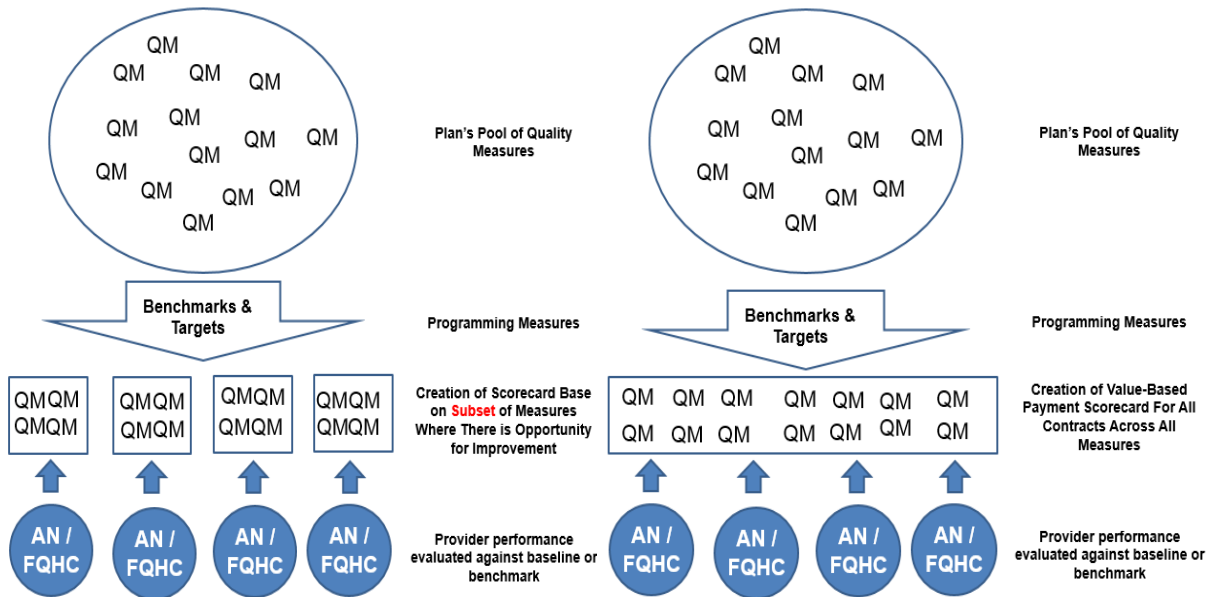 QM
QM QM QM
QM
QM QM QM
QM
QM
QM QM QM
QM
Plan's Pool of Quality
Measures
Benchmarks &
Targets
Programming Measures
QMQM QMQM QMQM QMQM
QMQM QMQM QMQM QMQM
Creation of Scorecard Base
on Subset of Measures
Where There is Opportunity
for Improvement
AN / AN / AN / AN /
FQHC FQHC FQHC FQHC
Provider performance
evaluated against baseline or
benchmark
QM
QM QM QM
QM
QM QM QM
QM
QM
QM QM QM
QM
Plan's Pool of Quality
Measures
Benchmarks &
Targets
Programming Measures
QM QM QM QM QM QM QM
QM QM QM QM QM QM QM
Creation of Value-Based
Payment Scorecard For All
Contracts Across All
Measures
AN / AN / AN / AN /
FQHC FQHC FQHC FQHC
Provider performance
evaluated against baseline or
benchmark